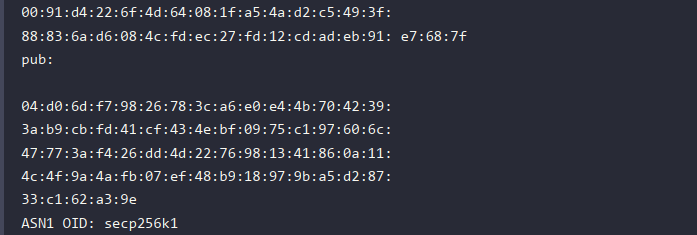 00:91:d4:22:6f:4d:64:08:1f:a5:4a:d2:c5:49:3f:
88:83:6a:d6:08:4c:fd:ec:27:fd:12:cd:ad:eb:91: e7:68:7f
pub:
04:d0:6d:f7:98:26:78:3c:a6:e0:e4:4b:70:42:39:
3a:b9:cb:fd:41:cf:43:4e:bf:09:75:c1:97:60:6c:
47:77:3a:f4:26:dd:4d:22:76:98:13:41:86:0a:11:
4c:4f:9a:4a:fb:07:ef:48:b9:18:97:9b:a5:d2:87:
33:c1:62:a3:9e
ASN1 OID: secp256k1